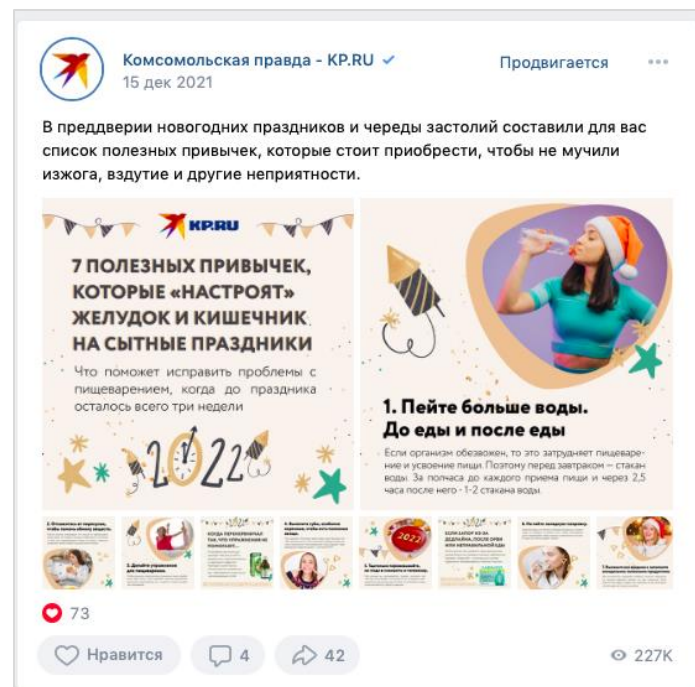 Комсомольская правда - KP.RU
Продвигается
15 дек 2021
В преддверии новогодних праздников и череды застолий составили для вас
список полезных привычек, которые стоит приобрести, чтобы не мучили
изжога, вздутие и другие неприятности.
KP.RU
7 ПОЛЕЗНЫХ ПРИВЫЧЕК,
КОТОРЫЕ «НАСТРОЯТ»
ЖЕЛУДОК И КИШЕЧНИК
НА СЫТНЫЕ ПРАЗДНИКИ
Что поможет исправить проблемы с
пищеварением, когда до праздника
осталось всего три недели
2022
1. Пейте больше воды.
До еды и после еды
Если организм обезвожен, то это затрудняет пищеваре-
ние и усвоение пищи. Поэтому перед завтраком – стакан
воды. За полчаса до каждого приема пищи и через 2,5
часа после него - 1-2 стакана воды.
2022
73
Нравится
4
42
227K